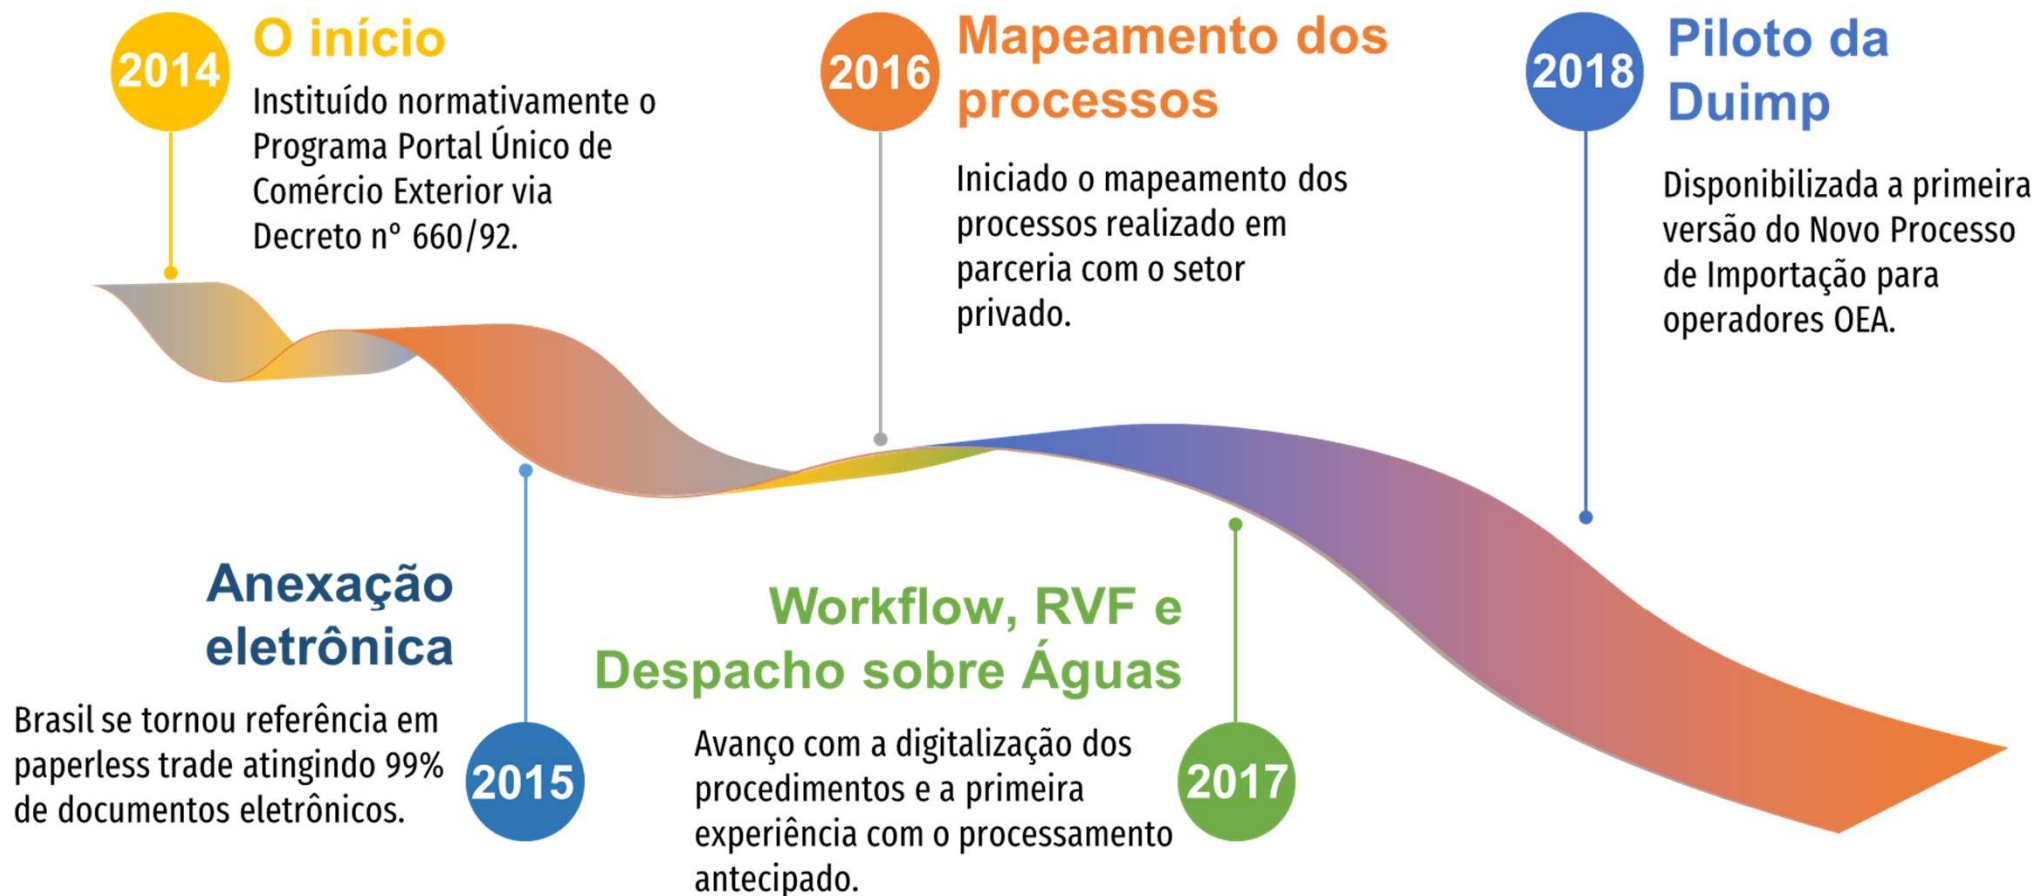 2014
O início
Instituído normativamente o
Programa Portal Único de
Comércio Exterior via
Decreto nº 660/92.
2016
Mapeamento dos
processos
Iniciado o mapeamento dos
processos realizado em
parceria com o setor
privado.
2018
Piloto da
Duimp
Disponibilizada a primeira
versão do Novo Processo
de Importação para
operadores OEA.
Anexação
eletrônica
Brasil se tornou referência em
paperless trade atingindo 99%
de documentos eletrônicos.
2015
Workflow, RVF e
Despacho sobre Águas
Avanço com a digitalização dos
procedimentos e a primeira
experiência com o processamento
antecipado.
2017